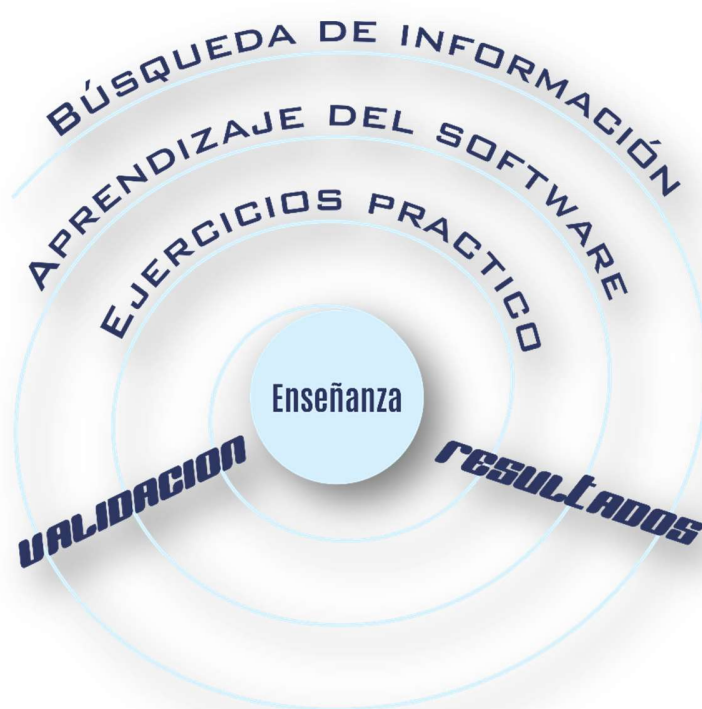 BÚSQUEDA DE INFORMACIÓN
APRENDIZAJE DEL SOFTWARE
EJERCICIOS PRACTICO
Enseñanza
VALIDACION
resultados